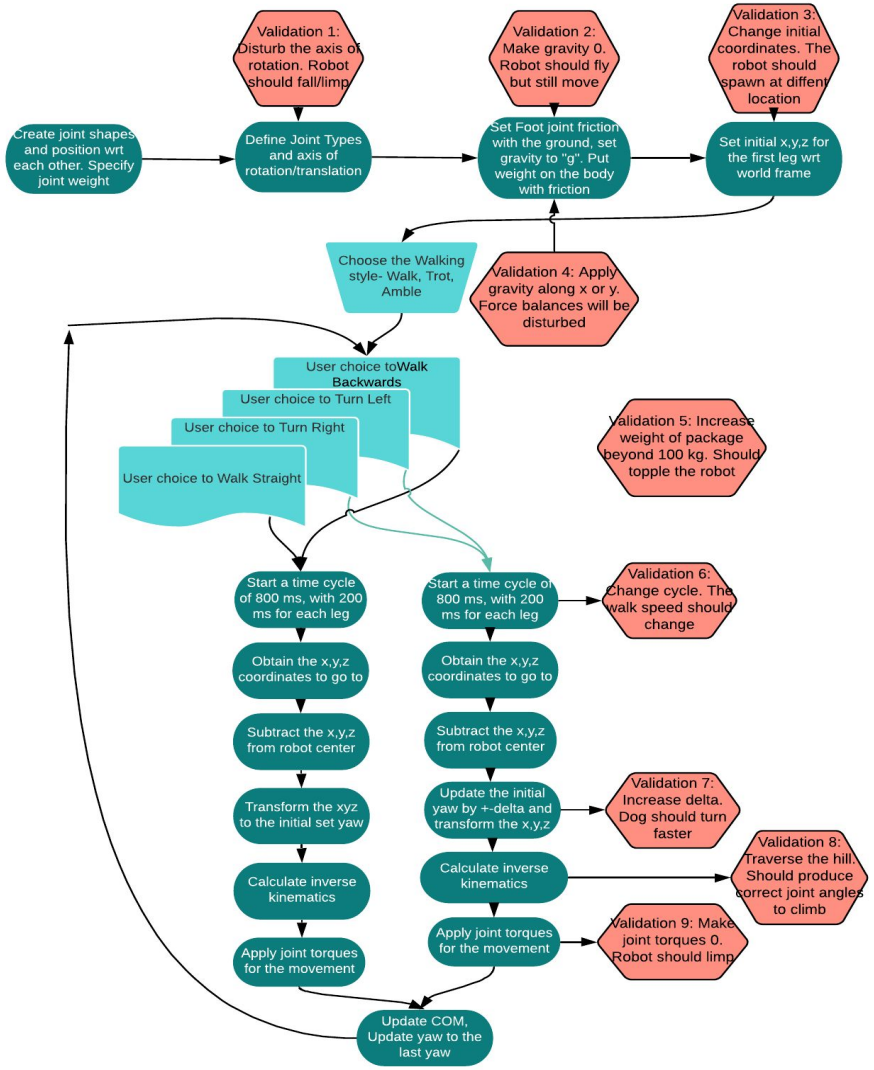 Validation 1:
Disturb the axis of
rotation. Robot
should fall/limp
Validation 2:
Make gravity 0.
Robot should fly
but still move
Validation 3:
Change initial
coordinates. The
robot should
spawn at diffent
location
Create joint shapes
and position wrt
each other. Specify
joint weight
Define Joint Types
and axis of
rotation/translation
Set Foot joint friction
with the ground, set
gravity to "g". Put
weight on the body
with friction
Set initial x,y,z for
the first leg wrt
world frame
Choose the Walking
style- Walk, Trot,
Amble
Validation 4: Apply
gravity along x or y.
Force balances will be
disturbed
User choice toWalk
Backwards
User choice to Turn Left
User choice to Turn Right
User choice to Walk Straight
Validation 5: Increase
weight of package
beyond 100 kg. Should
topple the robot
Start a time cycle
of 800 ms, with 200
ms for each leg
Obtain the x,y,z
coordinates to go to
Subtract the x,y,z
from robot center
Transform the xyz
to the initial set yaw
Calculate inverse
kinematics
Apply joint torques
for the movement
Start a time cycle of
800 ms, with 200
ms for each leg
Validation 6:
Change cycle. The
walk speed should
change
Obtain the x,y,z
coordinates to go to
Subtract the x,y,z
from robot center
Update the initial
yaw by +-delta and
transform the x,y,z
Validation 7:
Increase delta.
Dog should turn
faster
Calculate inverse
kinematics
Validation 8:
Traverse the hill.
Should produce
correct joint angles
to climb
Apply joint torques
for the movement
Validation 9: Make
joint torques 0.
Robot should limp
Update COM,
Update yaw to the
last yaw